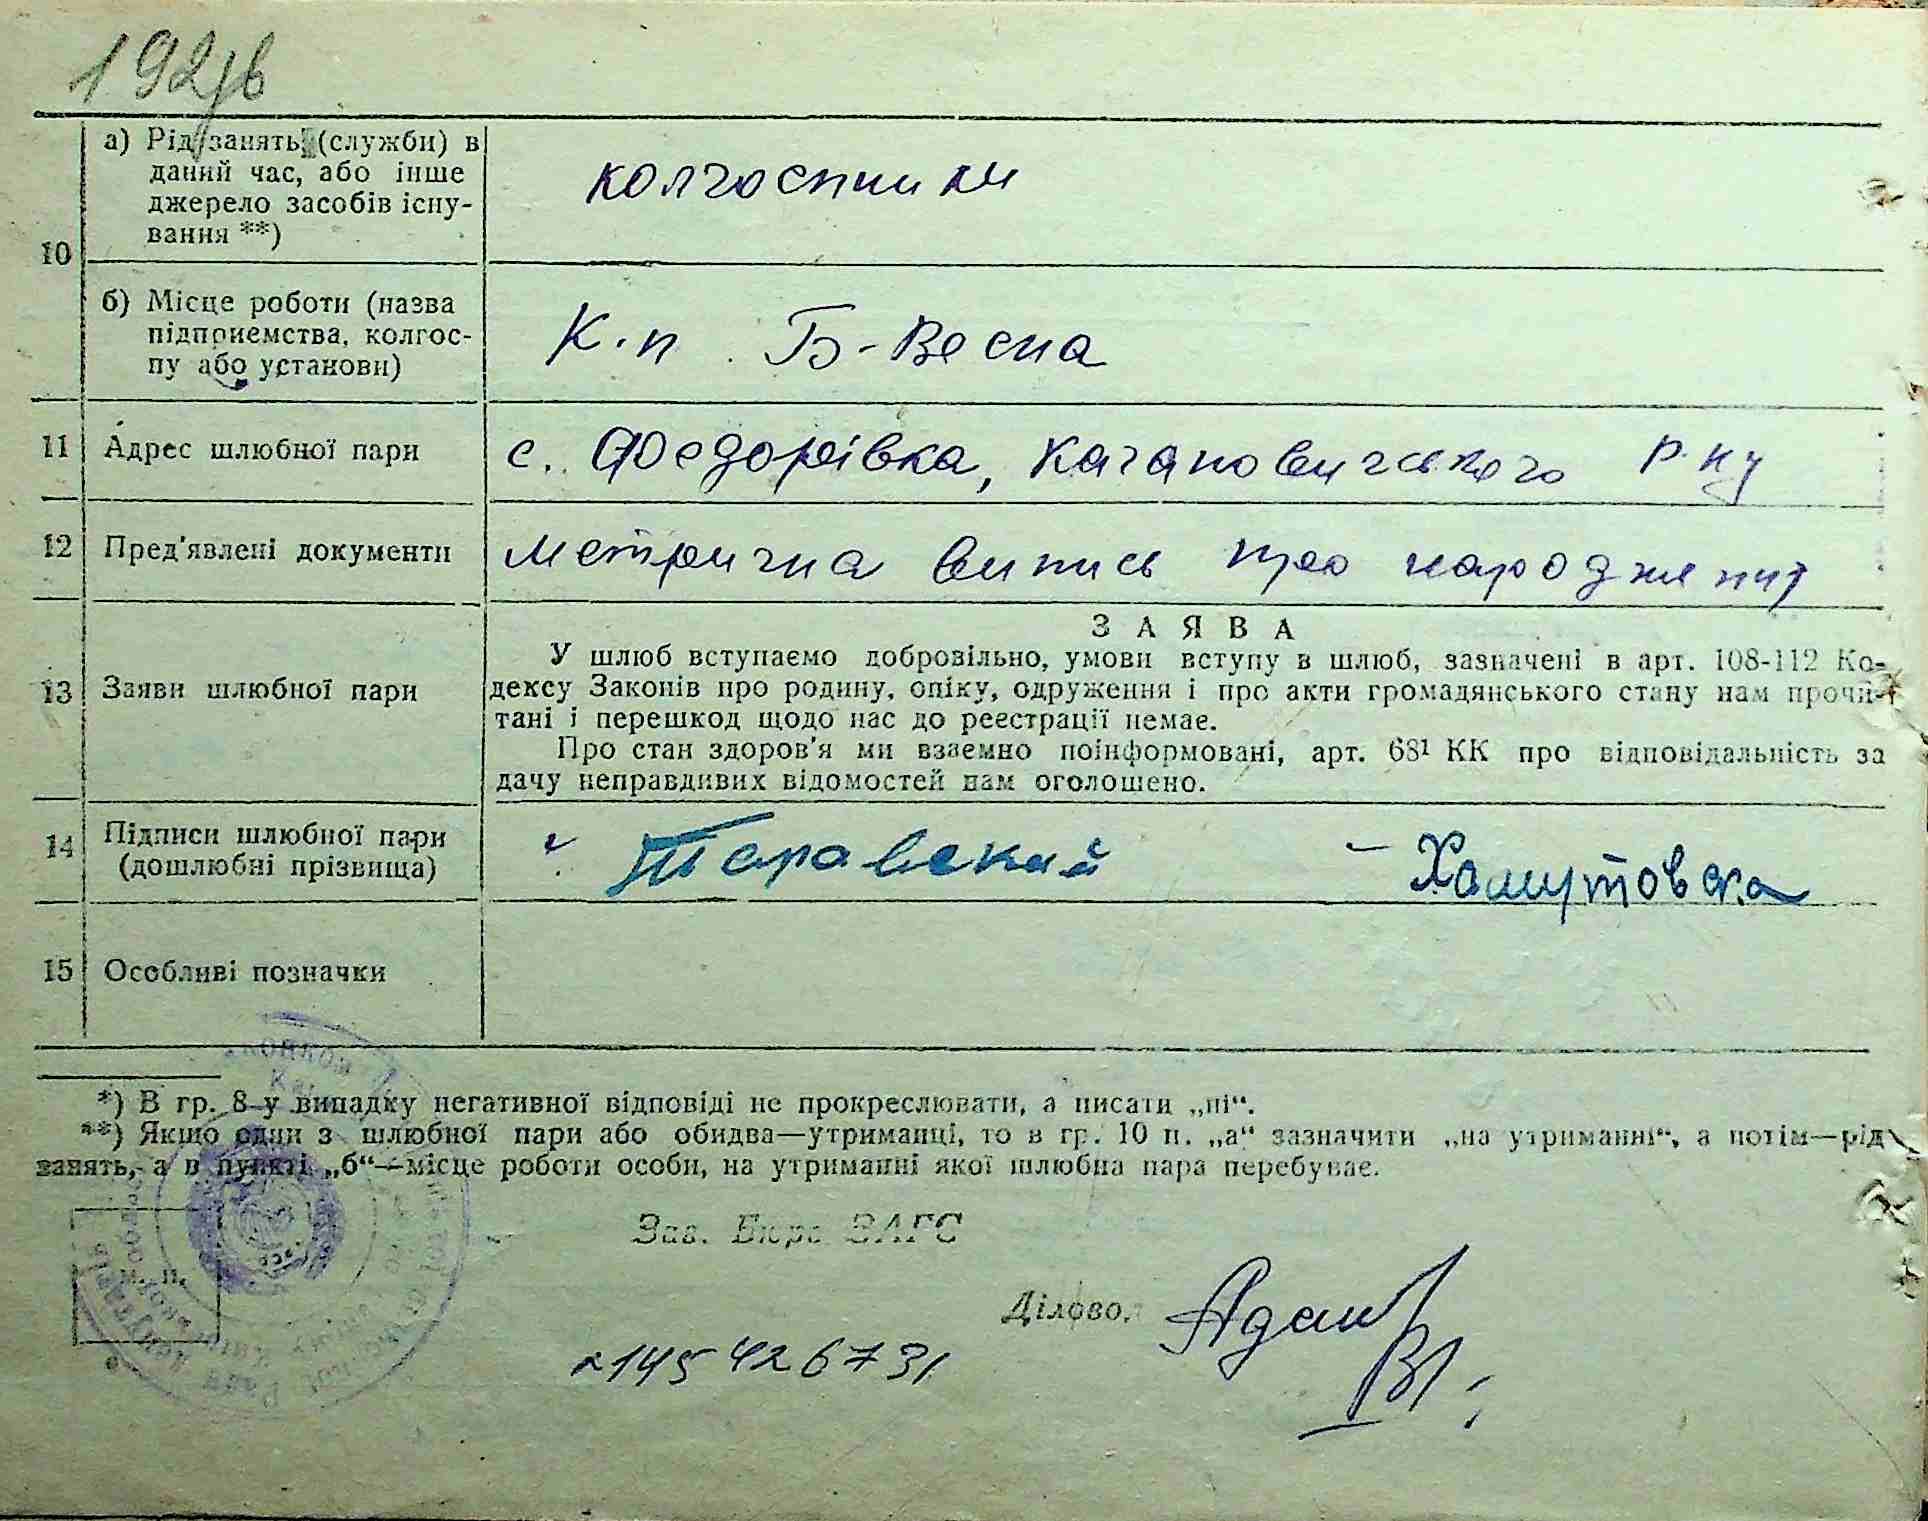 192зв
10
а) Рід занять (служби) в
даний час, або інше
джерело засобів існу-
вання **)
колгоспники
б) Місце роботи (назва
підприємства, колгос-
пу або установи)
К-п Б-Весна
11 Адрес шлюбної пари
с. Федорівка, Кагановичського р-ну
12 Пред'явлені документи
Метрична випись про народження
13 Заяви шлюбної пари
ЗАЯВА
У шлюб вступаємо добровільно, умови вступу в шлюб, зазначені в арт. 108-112 Ко-
дексу Законів про родину, опіку, одруження і про акти громадянського стану нам прочи-
тані і перешкод щодо нас до реєстрації немає.
Про стан здоров'я ми взаємно поінформовані, арт. 68¹ КК про відповідальність за
дачу неправдивих відомостей нам оголошено.
14 Підписи шлюбної пари
(дошлюбні прізвища)
Таравский Хамутовска
15 Особливі позначки
*) В гр. 8-у випадку негативної відповіді не прокреслювати, а писати „ні“.
**) Якщо один з шлюбної пари або обидва—утриманці, то в гр. 10 п. „а“ зазначити „на утриманні“, а потім—рід
занять, а в пункті „б“—місце роботи особи, на утриманні якої шлюбна пара перебуває.
Зав. Бюро ЗАГС
м. п.
Ділово.